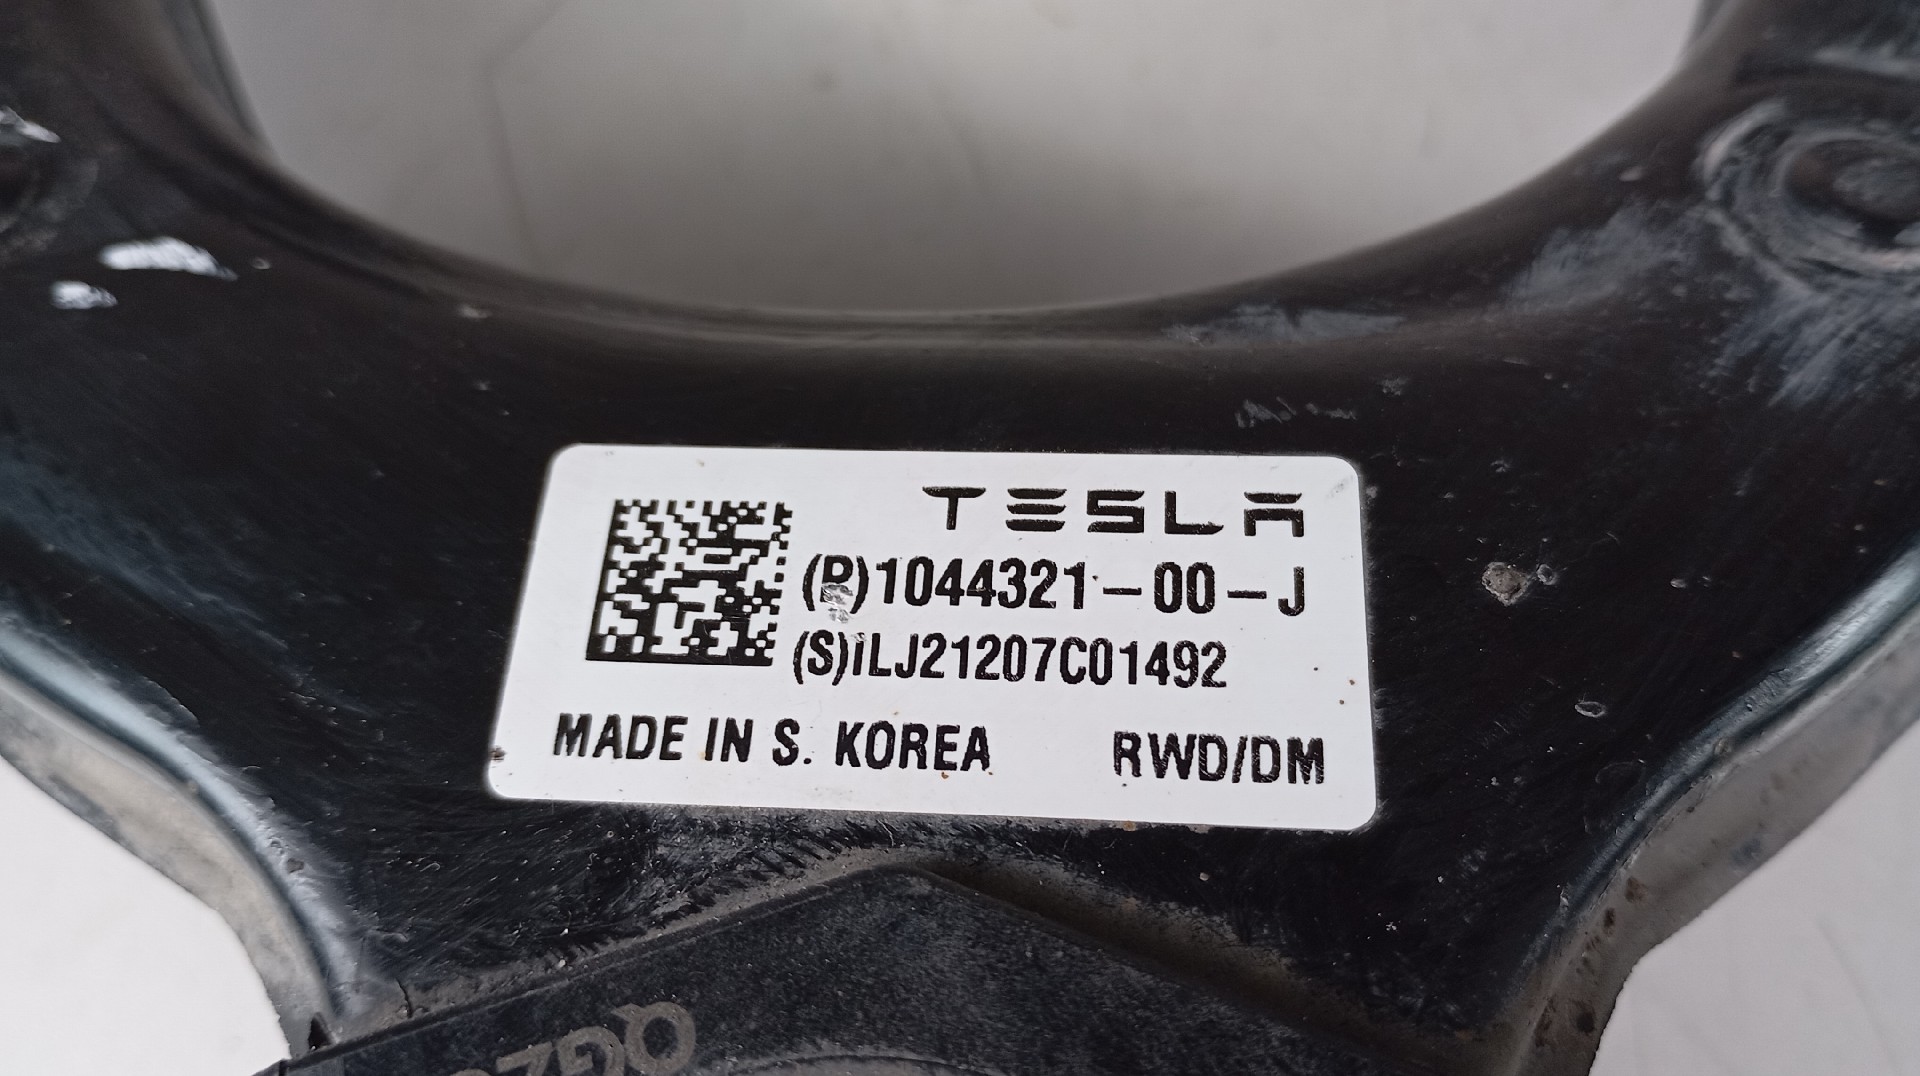 TESLA
(P)1044321-00-J
(S)iLJ21207C01492
MADE IN S. KOREA RWD/DM